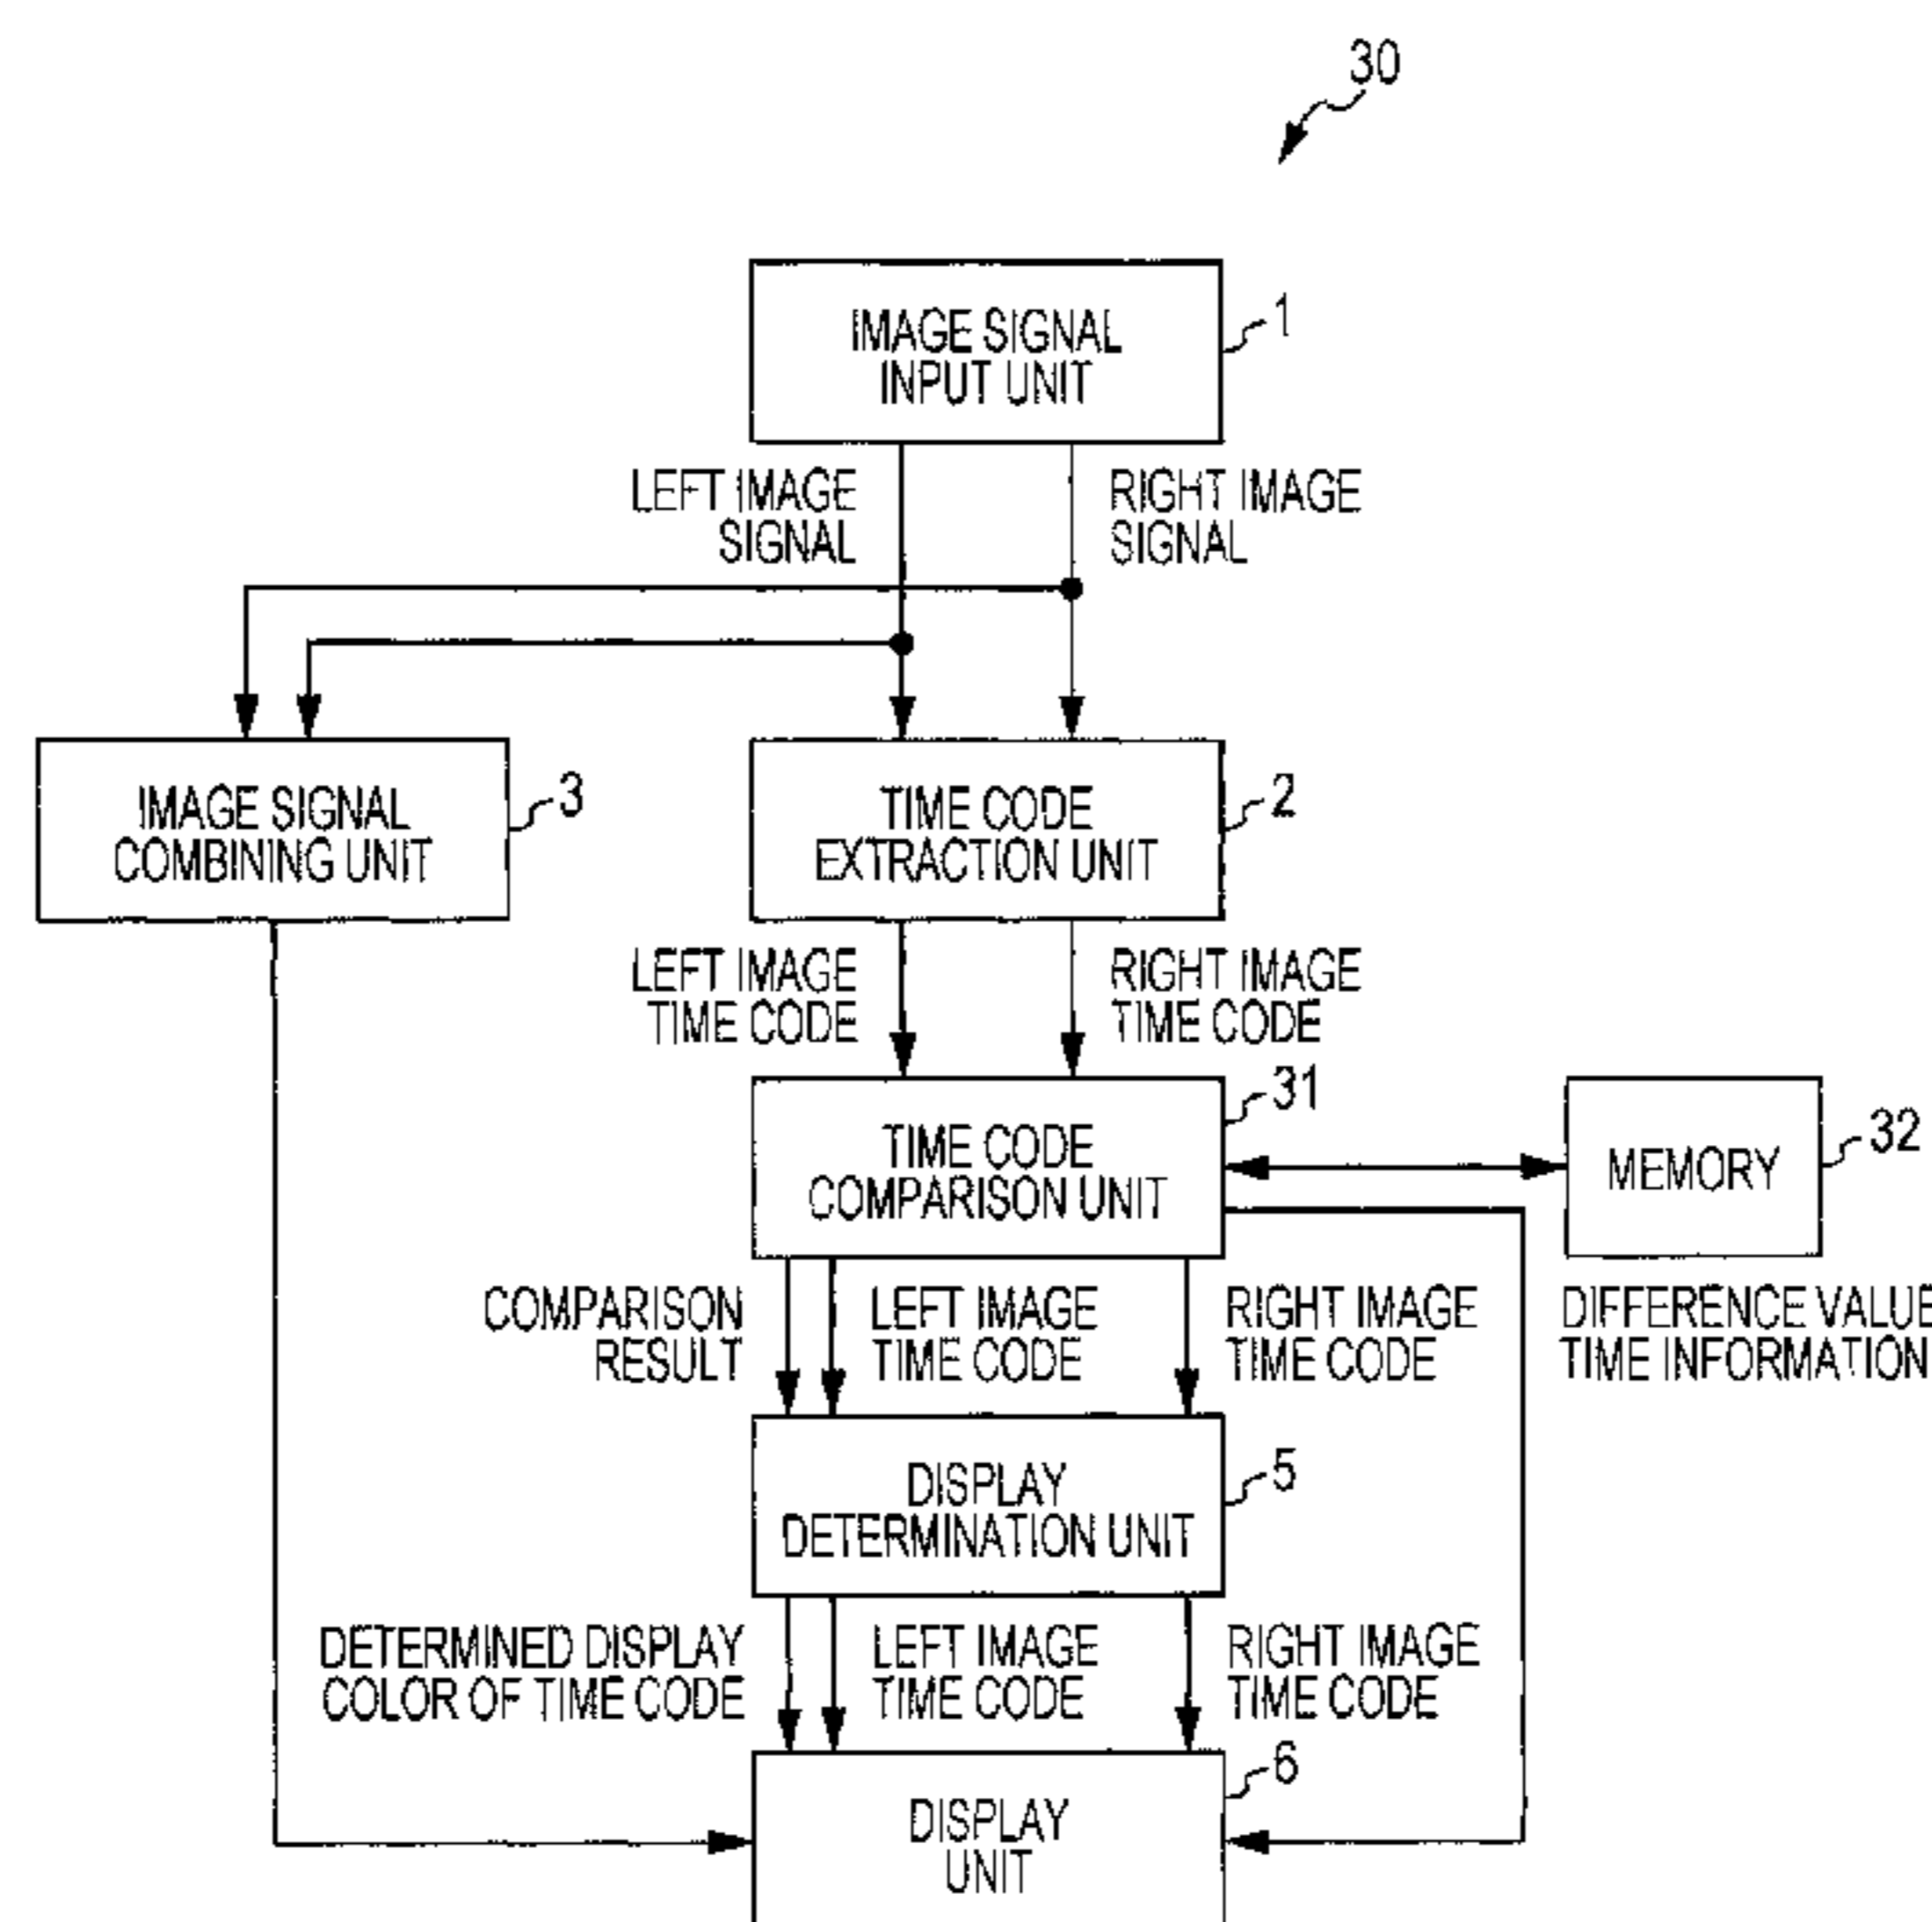 30
IMAGE SIGNAL
INPUT UNIT
1
LEFT IMAGE
SIGNAL
RIGHT IMAGE
SIGNAL
IMAGE SIGNAL
COMBINING UNIT
3
TIME CODE
EXTRACTION UNIT
2
LEFT IMAGE
TIME CODE
RIGHT IMAGE
TIME CODE
TIME CODE
COMPARISON UNIT
31
MEMORY
32
COMPARISON
RESULT
LEFT IMAGE
TIME CODE
RIGHT IMAGE
TIME CODE
DIFFERENCE VALUE
TIME INFORMATION
DISPLAY
DETERMINATION UNIT
5
DETERMINED DISPLAY
COLOR OF TIME CODE
LEFT IMAGE
TIME CODE
RIGHT IMAGE
TIME CODE
DISPLAY
UNIT
6